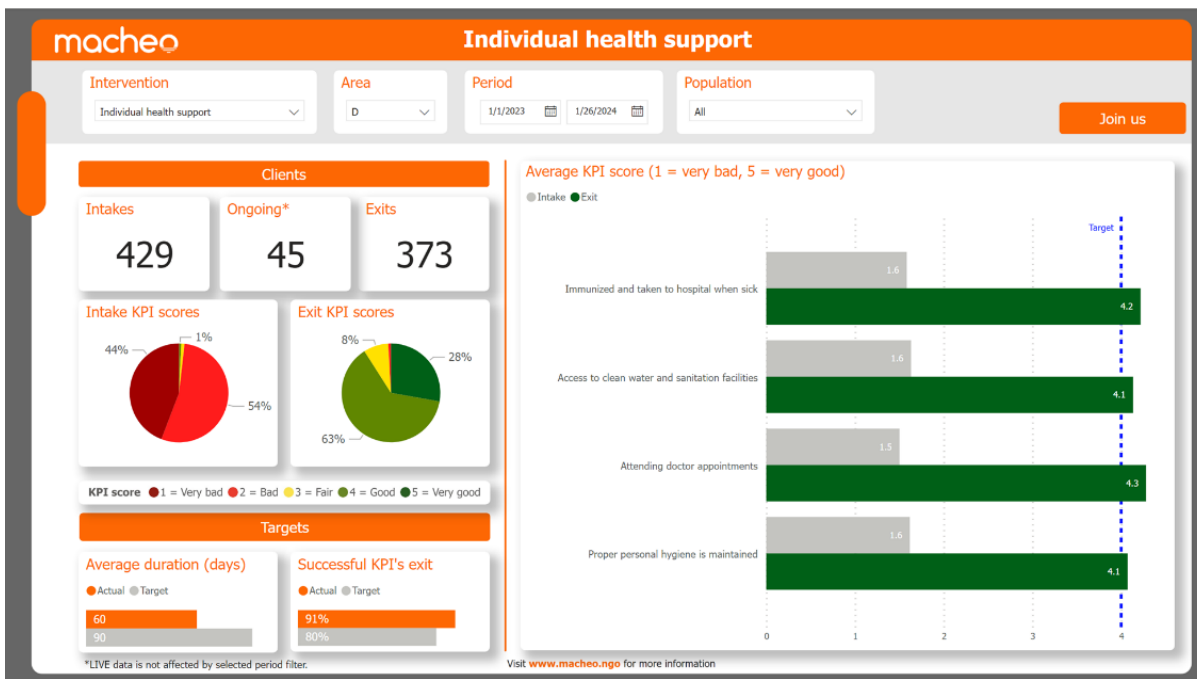 macheo
Individual health support
Intervention
Individual health support
Area
D
Period
1/1/2023
1/26/2024
Population
All
Join us
Clients
Intakes
429
Ongoing*
45
Exits
373
Intake KPI scores
1%
44%
54%
Exit KPI scores
8%
28%
63%
KPI score 1 = Very bad 2 = Bad 3 = Fair 4 = Good 5 = Very good
Targets
Average duration (days)
Actual Target
60
90
Successful KPI's exit
Actual Target
91%
80%
*LIVE data is not affected by selected period filter.
Average KPI score (1 = very bad, 5 = very good)
Intake Exit
Target
Immunized and taken to hospital when sick
1.6
4.2
Access to clean water and sanitation facilities
1.6
4.1
Attending doctor appointments
1.5
4.3
Proper personal hygiene is maintained
1.6
4.1
0 1 2 3 4
Visit www.macheo.ngo for more information